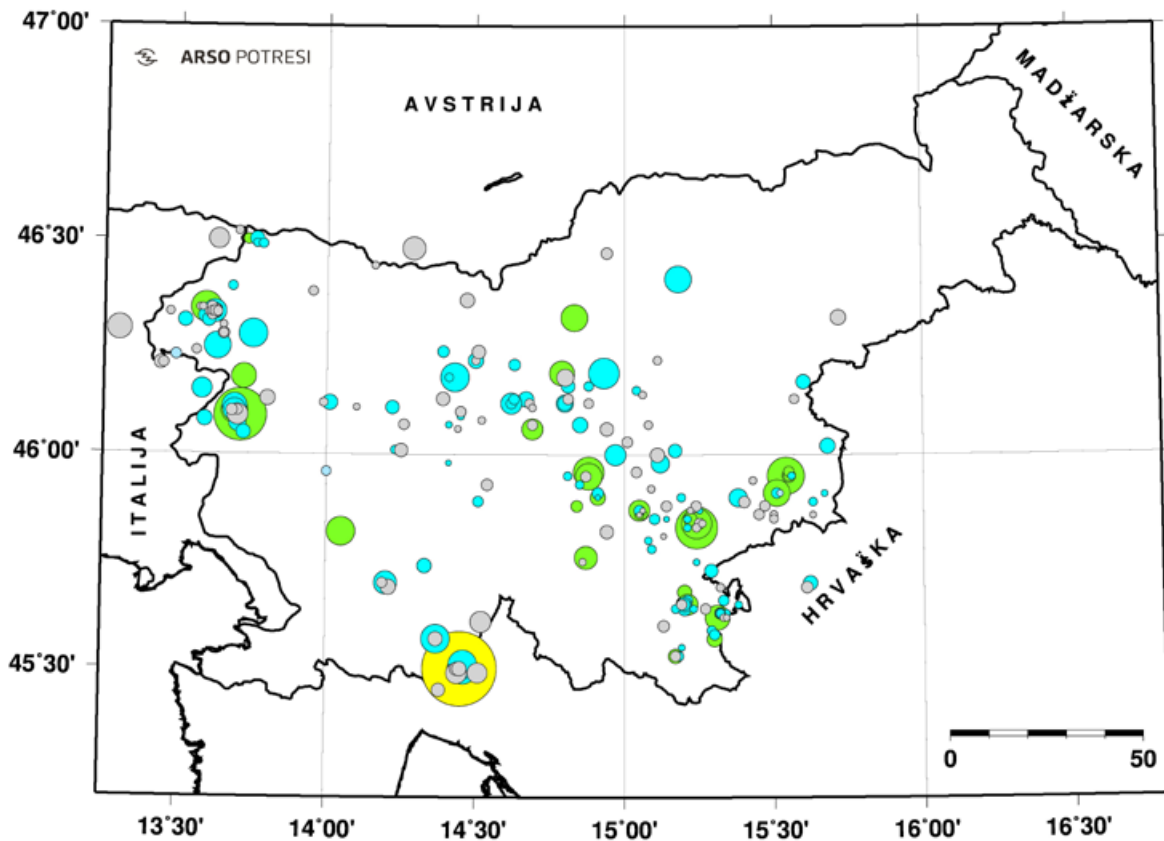 47°00'
ARSO POTRESI
AVSTRIJA
MADŽARSKA
46°30'
46°00'
ITALIJA
HRVAŠKA
45°30'
0 50
13°30' 14°00' 14°30' 15°00' 15°30' 16°00' 16°30'